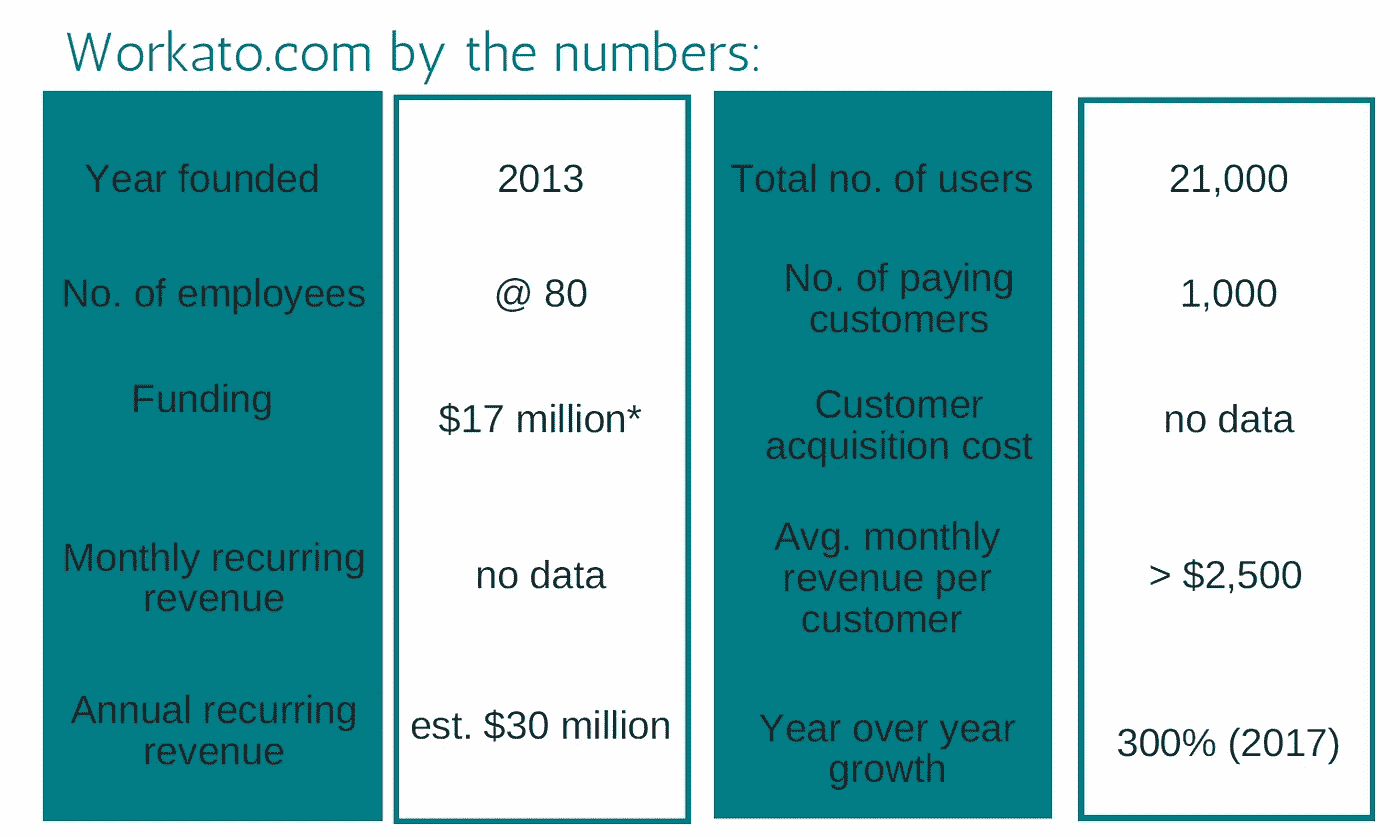 Workato.com by the numbers:
Year founded
2013
Total no. of users
21,000
No. of employees
@ 80
No. of paying
customers
1,000
Funding
$17 million*
Customer
acquisition cost
no data
Monthly recurring
revenue
no data
Avg. monthly
revenue per
customer
> $2,500
Annual recurring
revenue
est. $30 million
Year over year
growth
300% (2017)